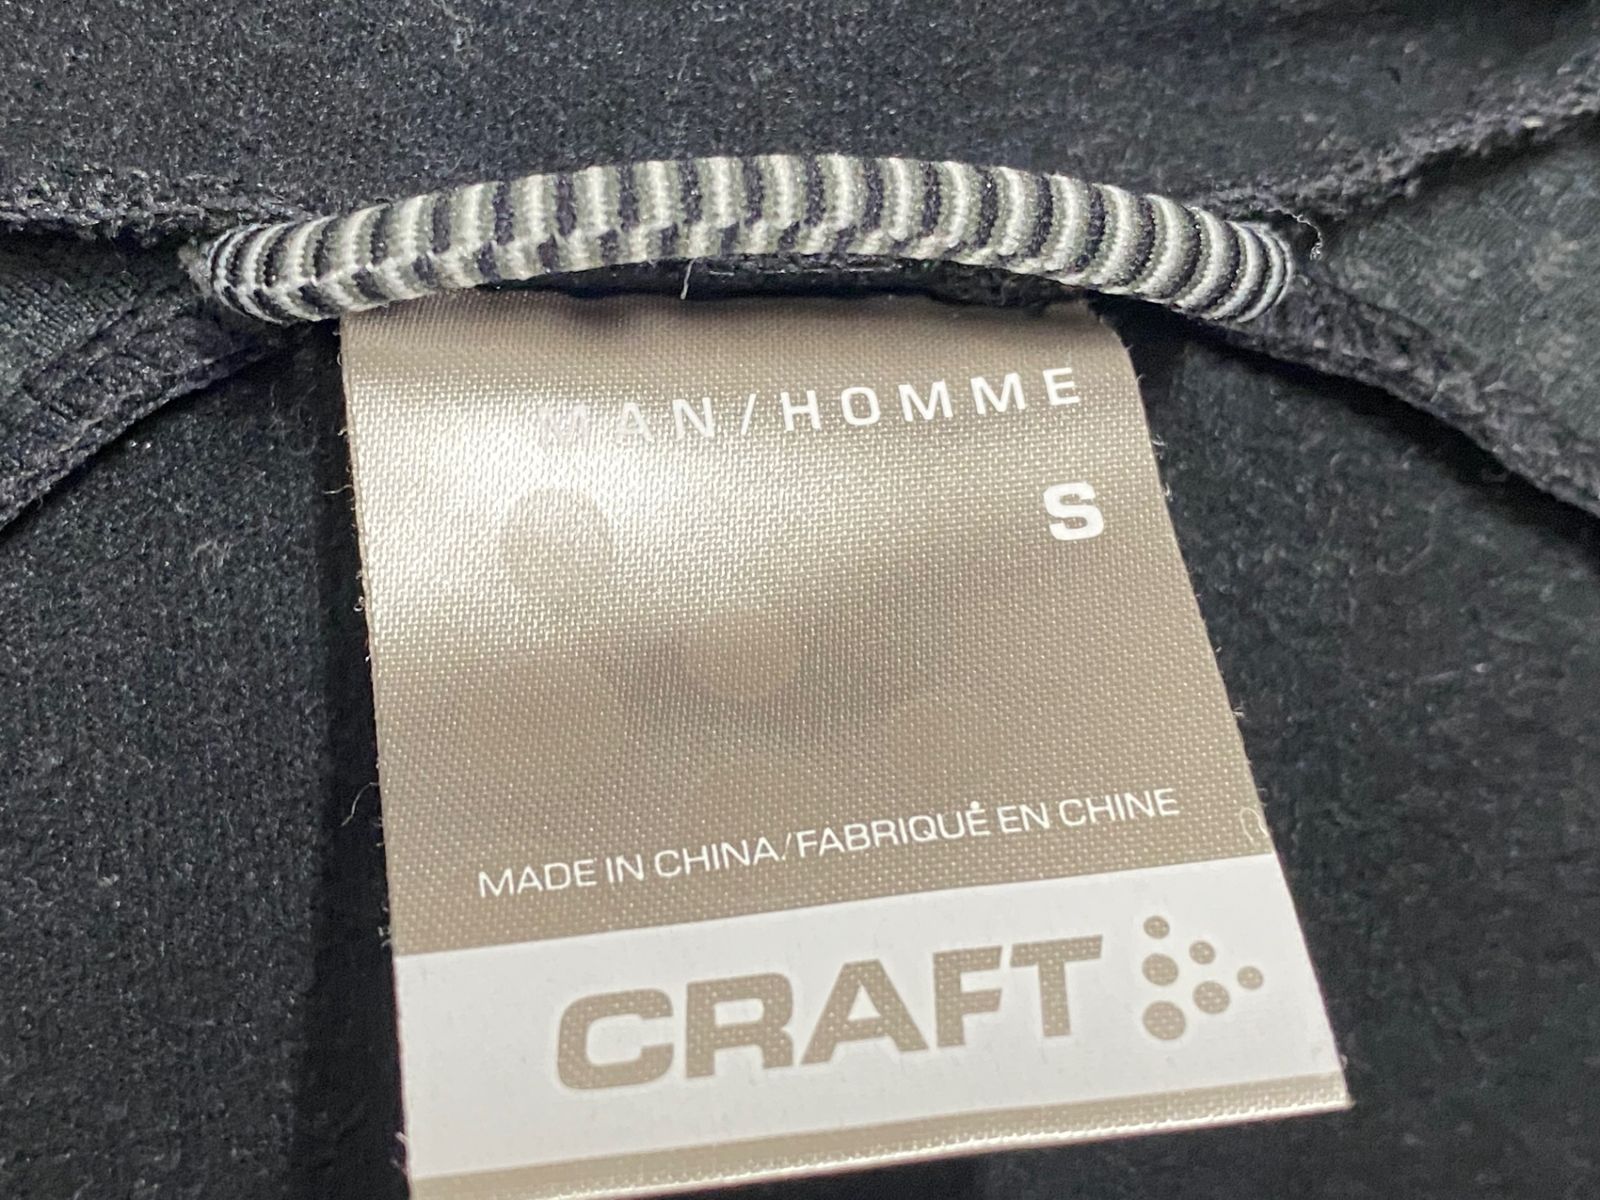 MAN/HOMME
S
MADE IN CHINA/FABRIQUÉ EN CHINE
CRAFT